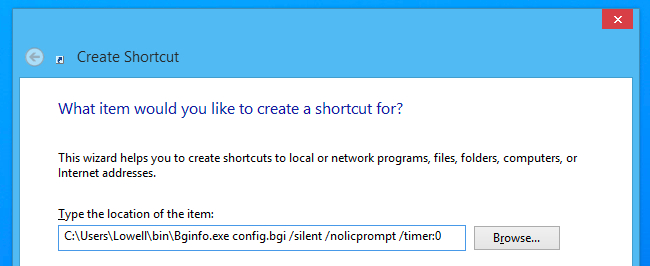 Create Shortcut
What item would you like to create a shortcut for?
This wizard helps you to create shortcuts to local or network programs, files, folders, computers, or
Internet addresses.
Type the location of the item:
C:\Users\Lowell\bin\Bginfo.exe config.bgi /silent /nolicprompt /timer:0
Browse...